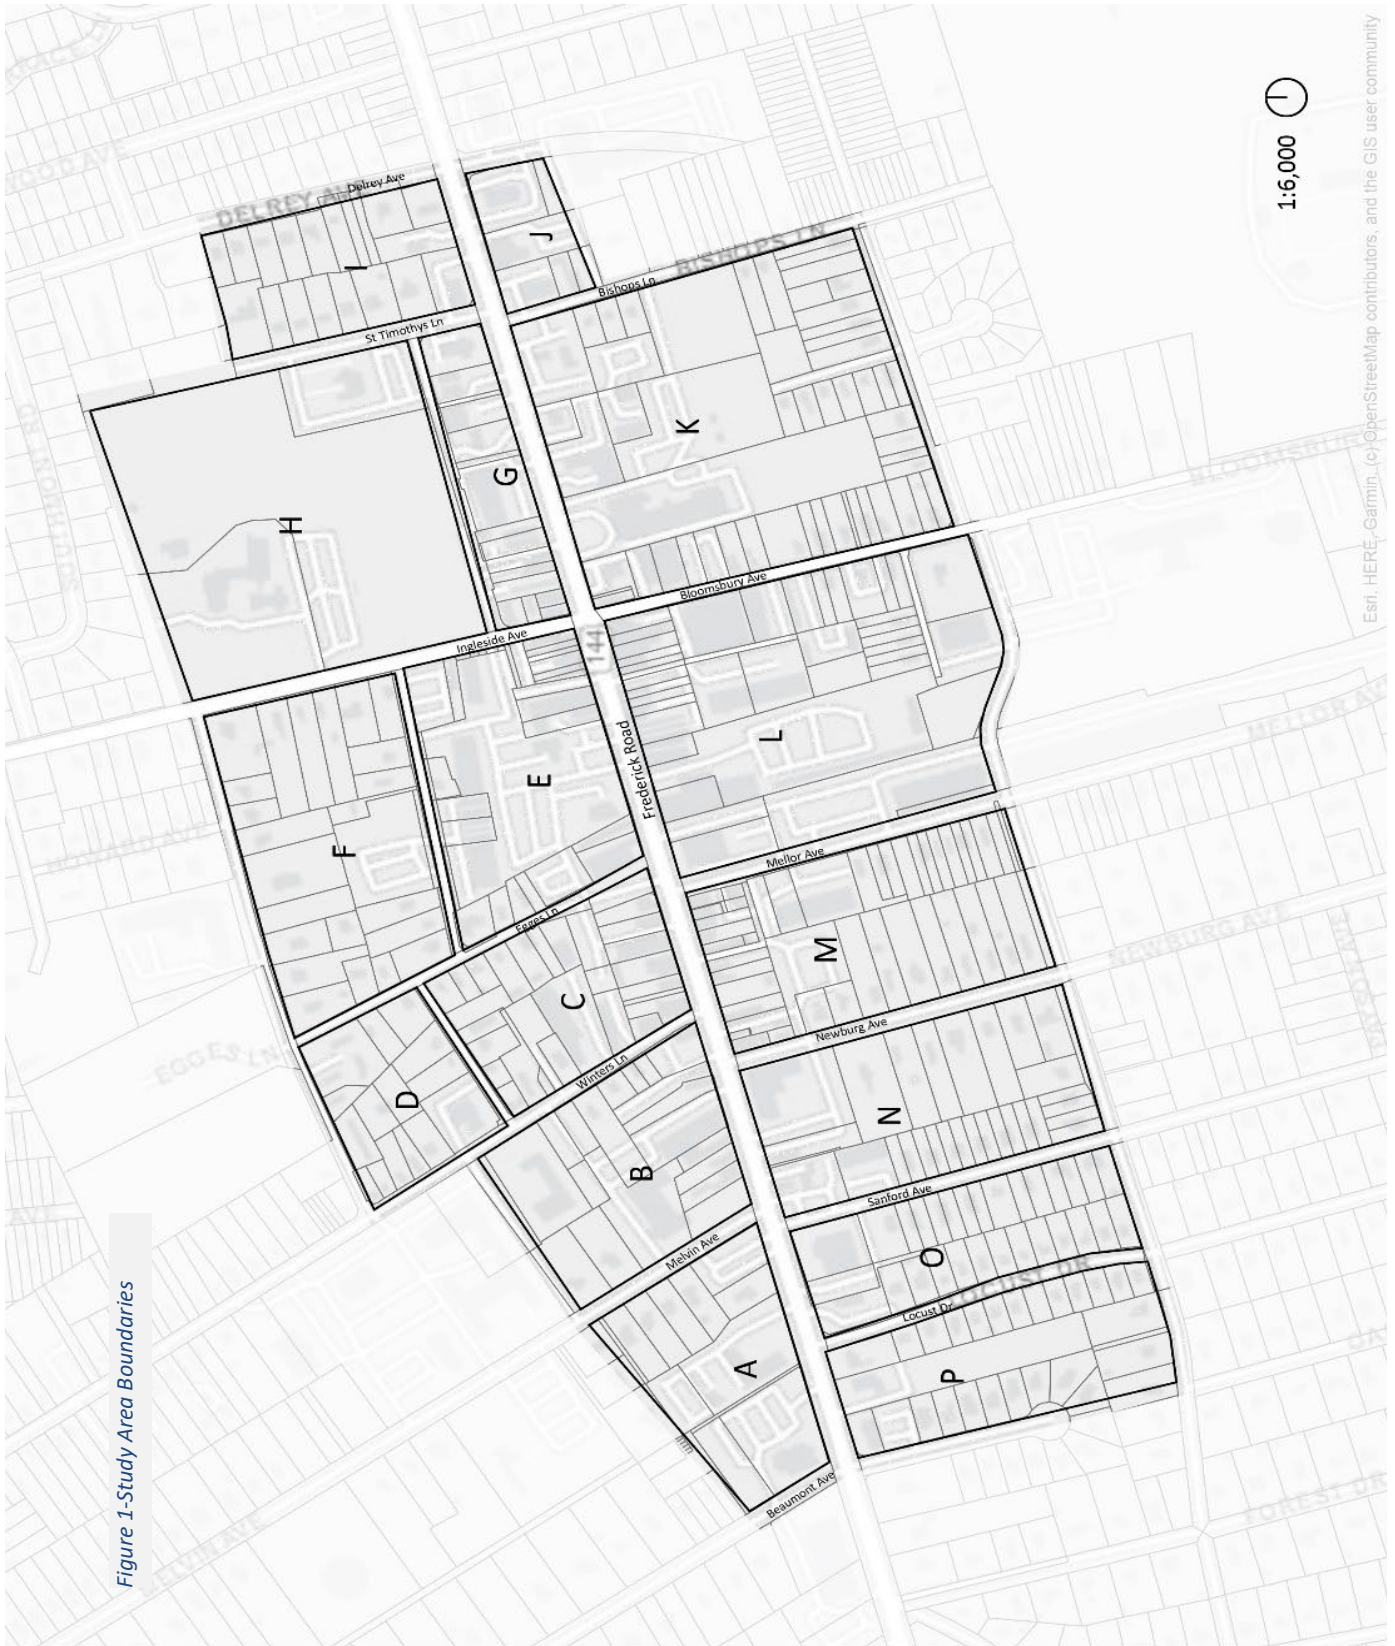 Figure 1-Study Area Boundaries
DELREY AVE
Delrey Ave
I
J
St Timothys Ln
Bishops Ln
BISHOPS LN
H
G
K
Ingleside Ave
Bloomsbury Ave
144
Frederick Road
F
E
L
Egges Ln
Mellor Ave
D
C
M
Winters Ln
Newburg Ave
B
N
Melvin Ave
Sanford Ave
A
O
Locust Dr
LOCUST DR
P
Beaumont Ave
EGGES LN
MELVIN AVE
NEWBURG AVE
MELLOR AVE
FOREST DR
1:6,000
Esri, HERE, Garmin, (c) OpenStreetMap contributors, and the GIS user community